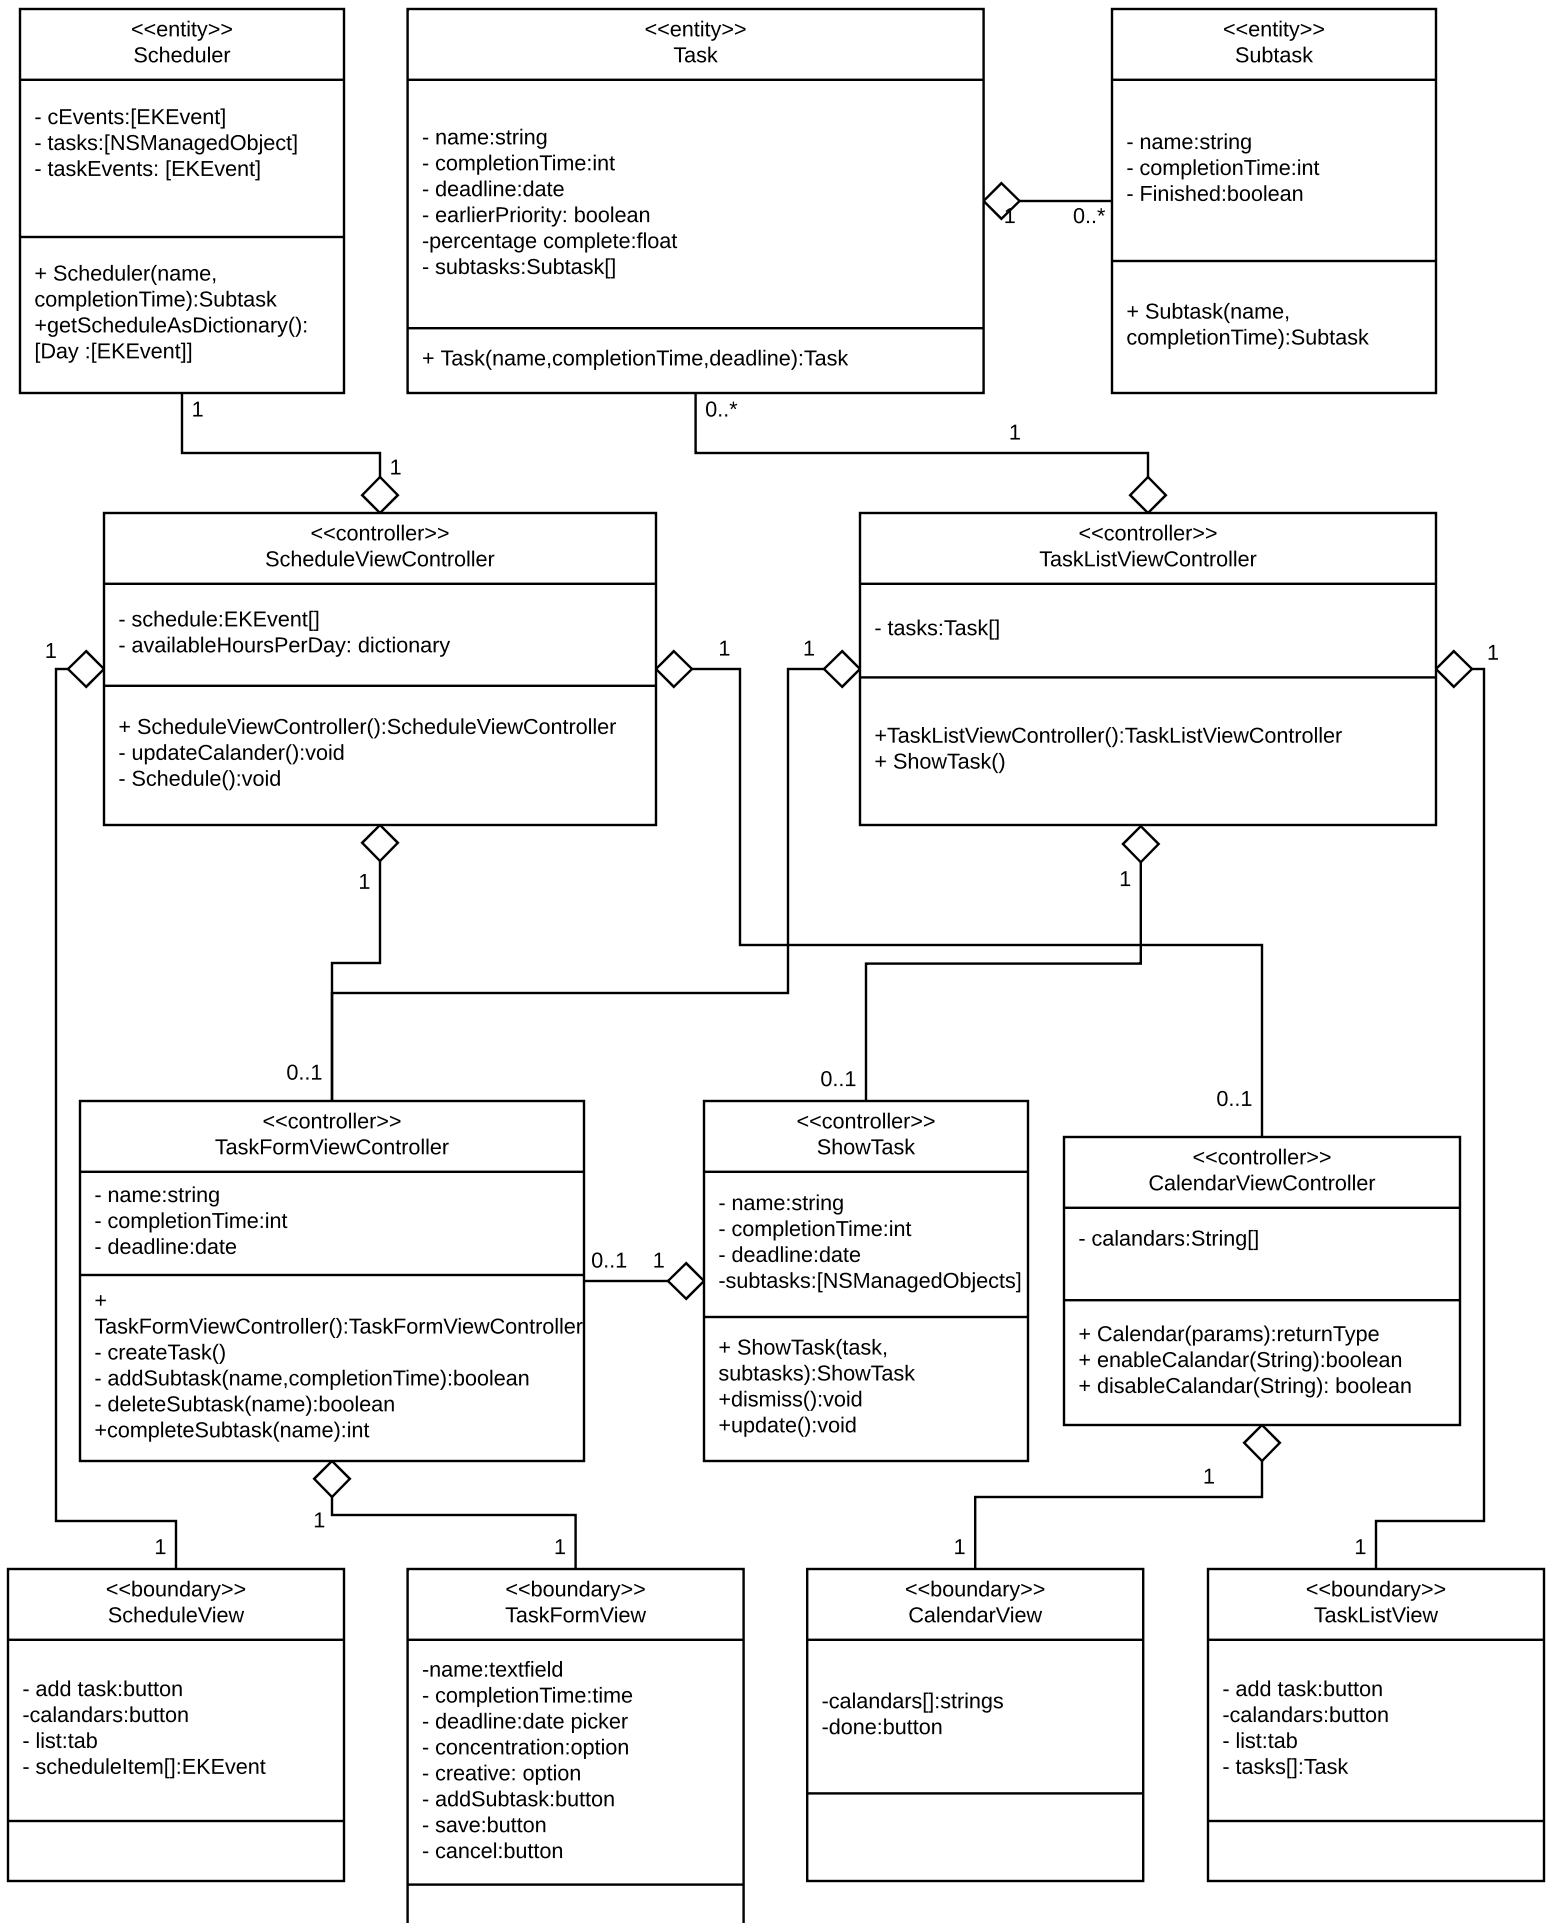 <<entity>>
Scheduler
- cEvents:[EKEvent]
- tasks:[NSManagedObject]
- taskEvents: [EKEvent]
+ Scheduler(name,
completionTime):Subtask
+getScheduleAsDictionary():
[Day :[EKEvent]]
<<entity>>
Task
- name:string
- completionTime:int
- deadline:date
- earlierPriority: boolean
-percentage complete:float
- subtasks:Subtask[]
+ Task(name,completionTime,deadline):Task
1
0..*
<<entity>>
Subtask
- name:string
- completionTime:int
- Finished:boolean
+ Subtask(name,
completionTime):Subtask
1
1
0..*
1
<<controller>>
ScheduleViewController
- schedule:EKEvent[]
- availableHoursPerDay: dictionary
+ ScheduleViewController():ScheduleViewController
- updateCalander():void
- Schedule():void
1
1
1
<<controller>>
TaskListViewController
- tasks:Task[]
+TaskListViewController():TaskListViewController
+ ShowTask()
1
1
1
0..1
0..1
0..1
<<controller>>
TaskFormViewController
- name:string
- completionTime:int
- deadline:date
+
TaskFormViewController():TaskFormViewController
- createTask()
- addSubtask(name,completionTime):boolean
- deleteSubtask(name):boolean
+completeSubtask(name):int
0..1
1
<<controller>>
ShowTask
- name:string
- completionTime:int
- deadline:date
-subtasks:[NSManagedObjects]
+ ShowTask(task,
subtasks):ShowTask
+dismiss():void
+update():void
<<controller>>
CalendarViewController
- calandars:String[]
+ Calendar(params):returnType
+ enableCalandar(String):boolean
+ disableCalandar(String): boolean
1
1
1
1
1
1
<<boundary>>
ScheduleView
- add task:button
-calandars:button
- list:tab
- scheduleItem[]:EKEvent
<<boundary>>
TaskFormView
-name:textfield
- completionTime:time
- deadline:date picker
- concentration:option
- creative: option
- addSubtask:button
- save:button
- cancel:button
<<boundary>>
CalendarView
-calandars[]:strings
-done:button
<<boundary>>
TaskListView
- add task:button
-calandars:button
- list:tab
- tasks[]:Task